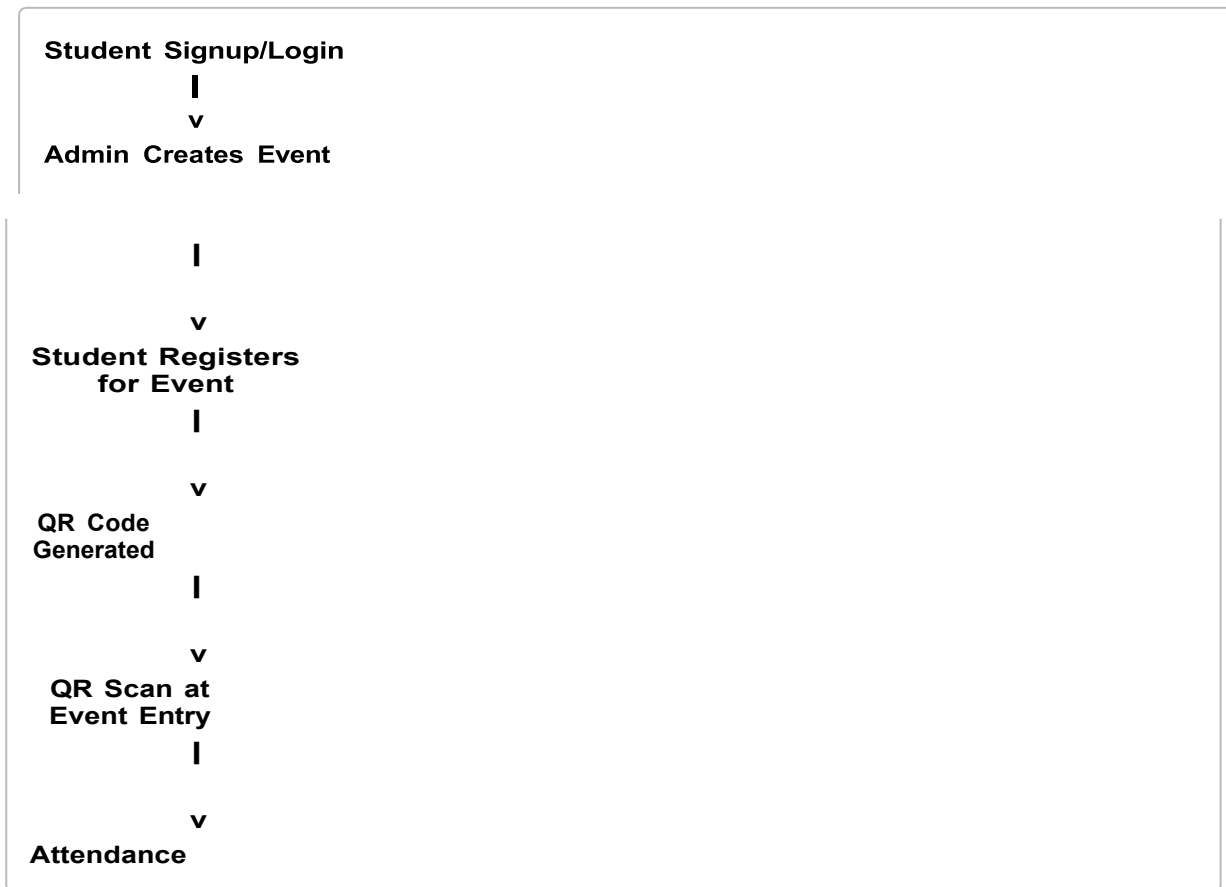 Student Signup/Login
|
v
Admin Creates Event
|
v
Student Registers
for Event
|
v
QR Code
Generated
|
v
QR Scan at
Event Entry
|
v
Attendance